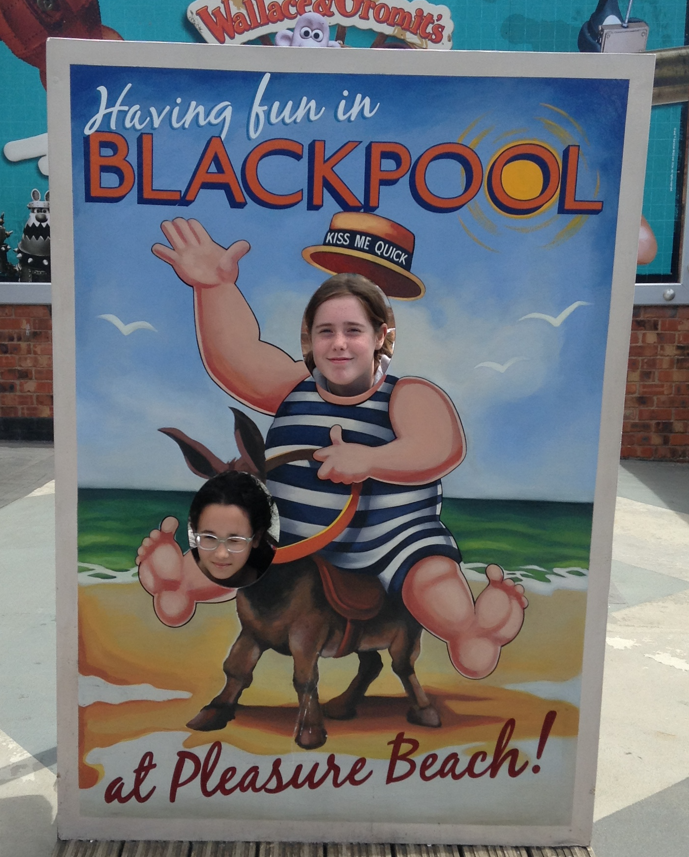 Wallace & Gromit's
Having fun in
BLACKPOOL
KISS ME QUICK
at Pleasure Beach!